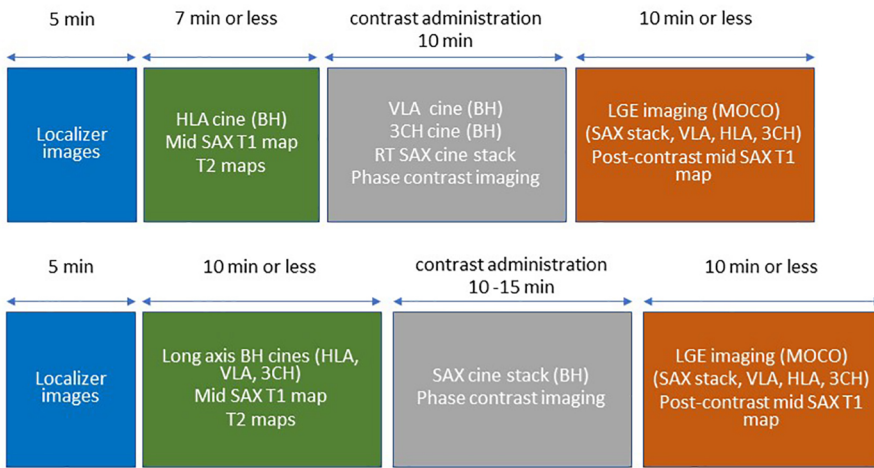 5 min
7 min or less
contrast administration
10 min
10 min or less
Localizer
images
HLA cine (BH)
Mid SAX T1 map
T2 maps
VLA cine (BH)
3CH cine (BH)
RT SAX cine stack
Phase contrast imaging
LGE imaging (MOCO)
(SAX stack, VLA, HLA, 3CH)
Post-contrast mid SAX T1
map
5 min
10 min or less
contrast administration
10 -15 min
10 min or less
Localizer
images
Long axis BH cines (HLA,
VLA, 3CH)
Mid SAX T1 map
T2 maps
SAX cine stack (BH)
Phase contrast imaging
LGE imaging (MOCO)
(SAX stack, VLA, HLA, 3CH)
Post-contrast mid SAX T1
map